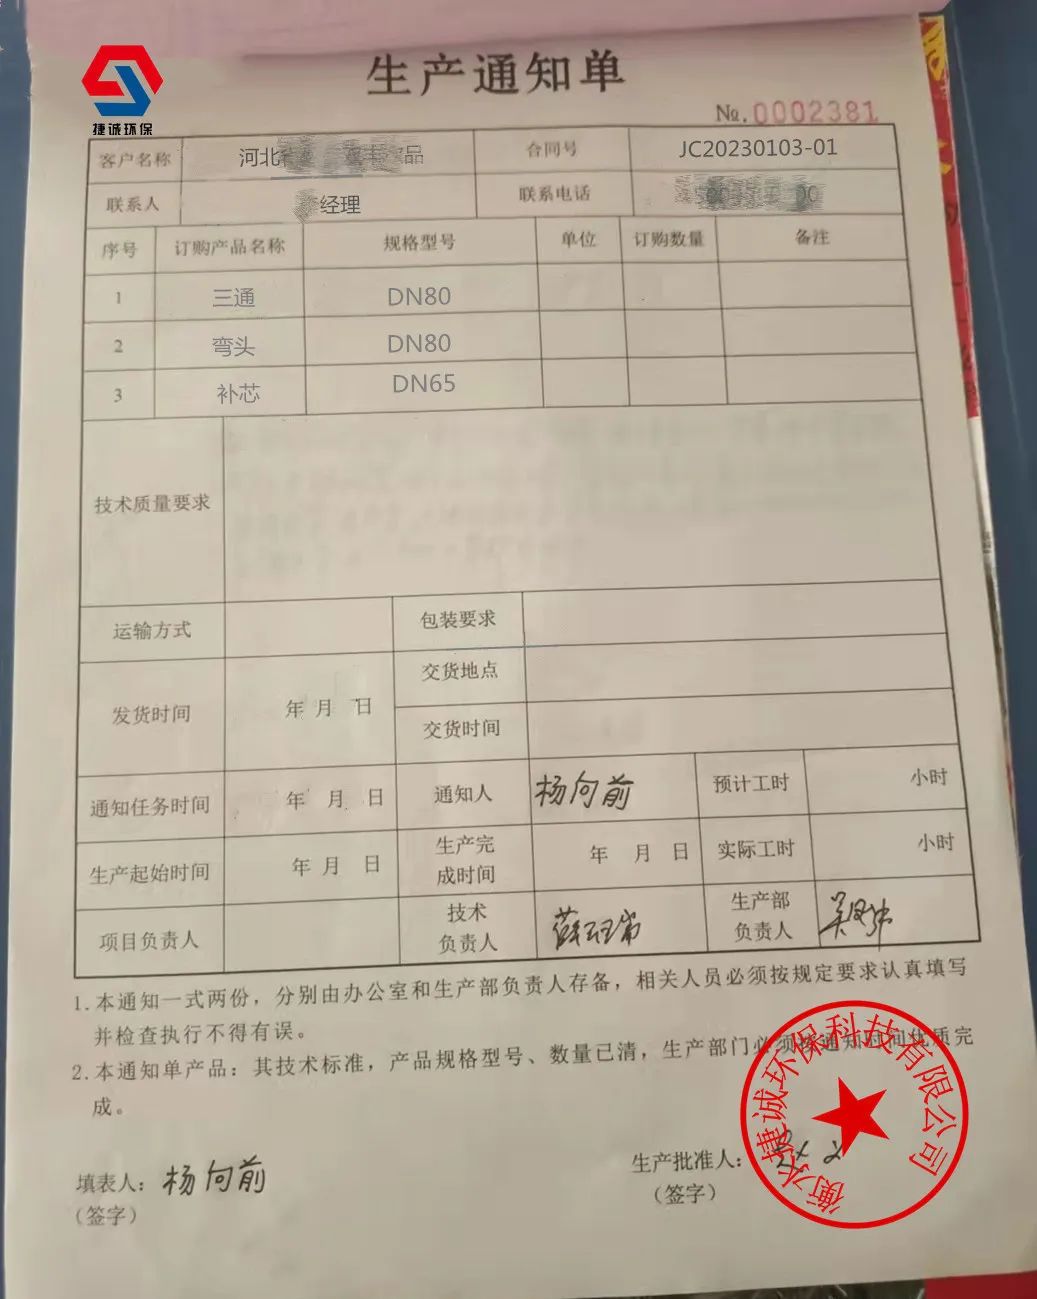 捷诚环保
生产通知单
№.0002381
客户名称 河北 品 合同号 JC20230103-01
联系人 经理 联系电话
序号 订购产品名称 规格型号 单位 订购数量 备注
1 三通 DN80
2 弯头 DN80
3 补芯 DN65
技术质量要求
运输方式 包装要求
发货时间 年 月 日 交货地点
交货时间
通知任务时间 年 月 日 通知人 杨向前 预计工时 小时
生产起始时间 年 月 日 生产完成时间 年 月 日 实际工时 小时
项目负责人 技术负责人 生产部负责人
1.本通知一式两份，分别由办公室和生产部负责人存备，相关人员必须按规定要求认真填写
并检查执行不得有误。
2.本通知单产品：其技术标准，产品规格型号、数量已清，生产部门必须按通知时间优质完
成。
填表人：杨向前
（签字）
生产批准人：
（签字）
衡水捷诚环保科技有限公司